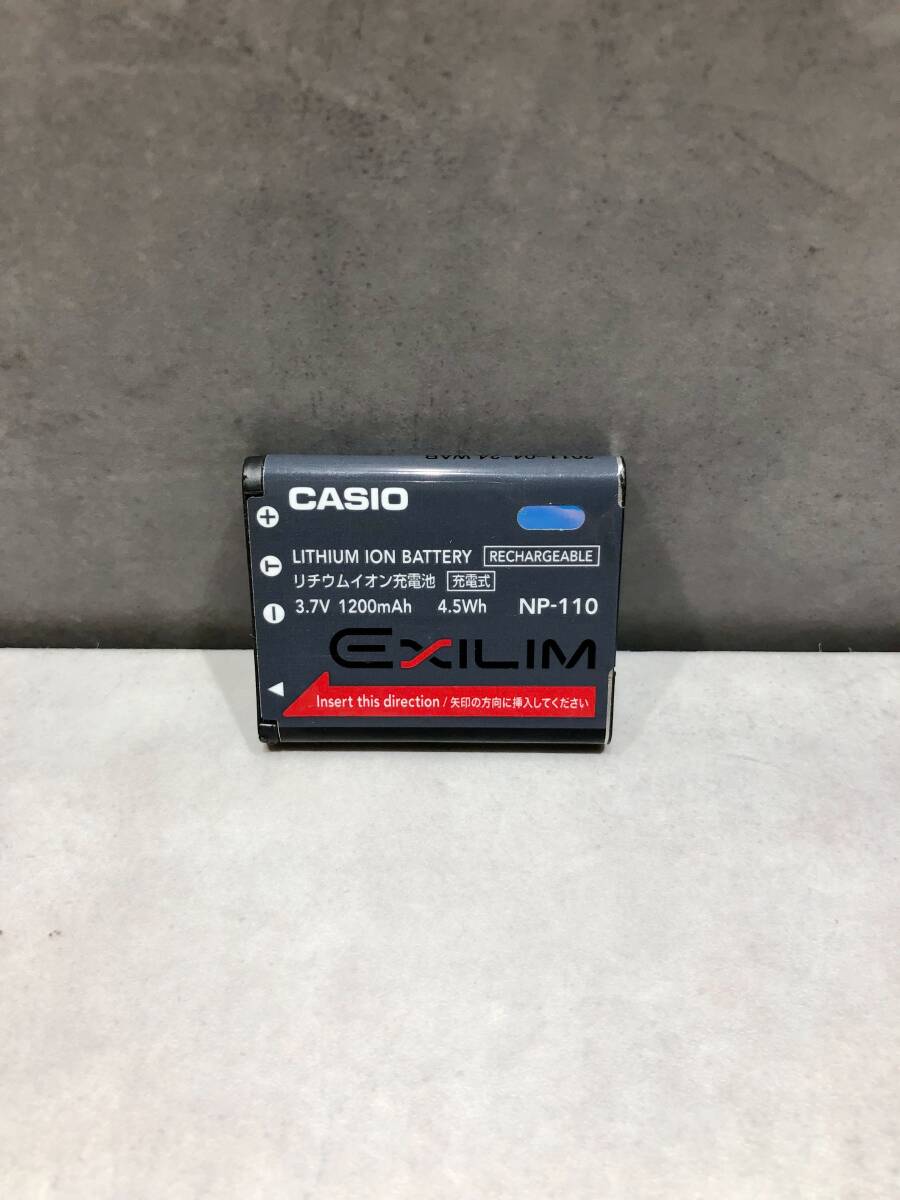 CASIO
+
LITHIUM ION BATTERY RECHARGEABLE
T
リチウムイオン充電池 充電式
−
3.7V 1200mAh 4.5Wh NP-110
EXILIM
Insert this direction / 矢印の方向に挿入してください